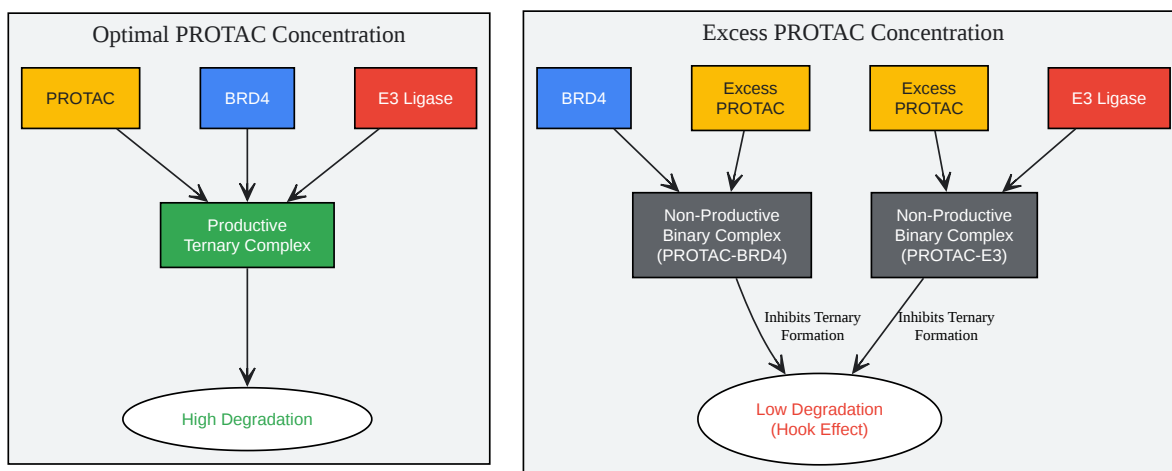 Optimal PROTAC Concentration
PROTAC
BRD4
E3 Ligase
Productive
Ternary Complex
High Degradation
Excess PROTAC Concentration
BRD4
Excess
PROTAC
Excess
PROTAC
E3 Ligase
Non-Productive
Binary Complex
(PROTAC-BRD4)
Non-Productive
Binary Complex
(PROTAC-E3)
Inhibits Ternary
Formation
Inhibits Ternary
Formation
Low Degradation
(Hook Effect)